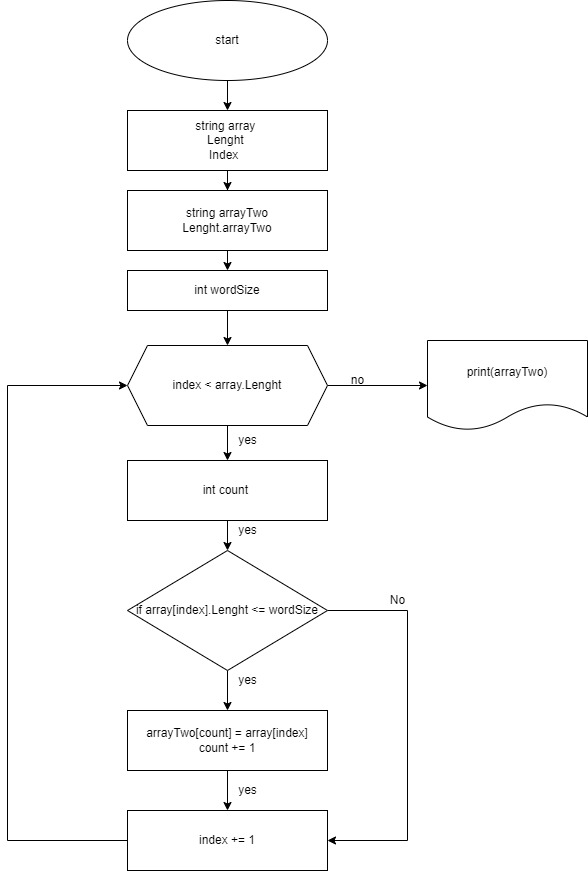 start
string array
Lenght
Index
string arrayTwo
Lenght.arrayTwo
int wordSize
index < array.Lenght
no
print(arrayTwo)
yes
int count
yes
if array[index].Lenght <= wordSize
No
yes
arrayTwo[count] = array[index]
count += 1
yes
index += 1